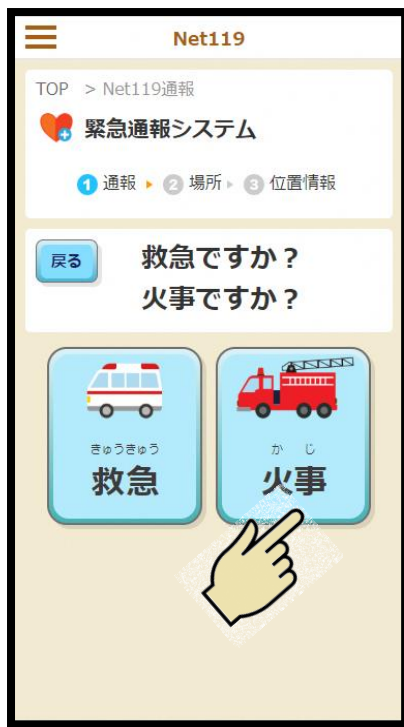 Net119
TOP > Net119通報
緊急通報システム
1 通報 ▸ 2 場所 ▸ 3 位置情報
戻る
救急ですか？
火事ですか？
きゅうきゅう
救急
かじ
火事